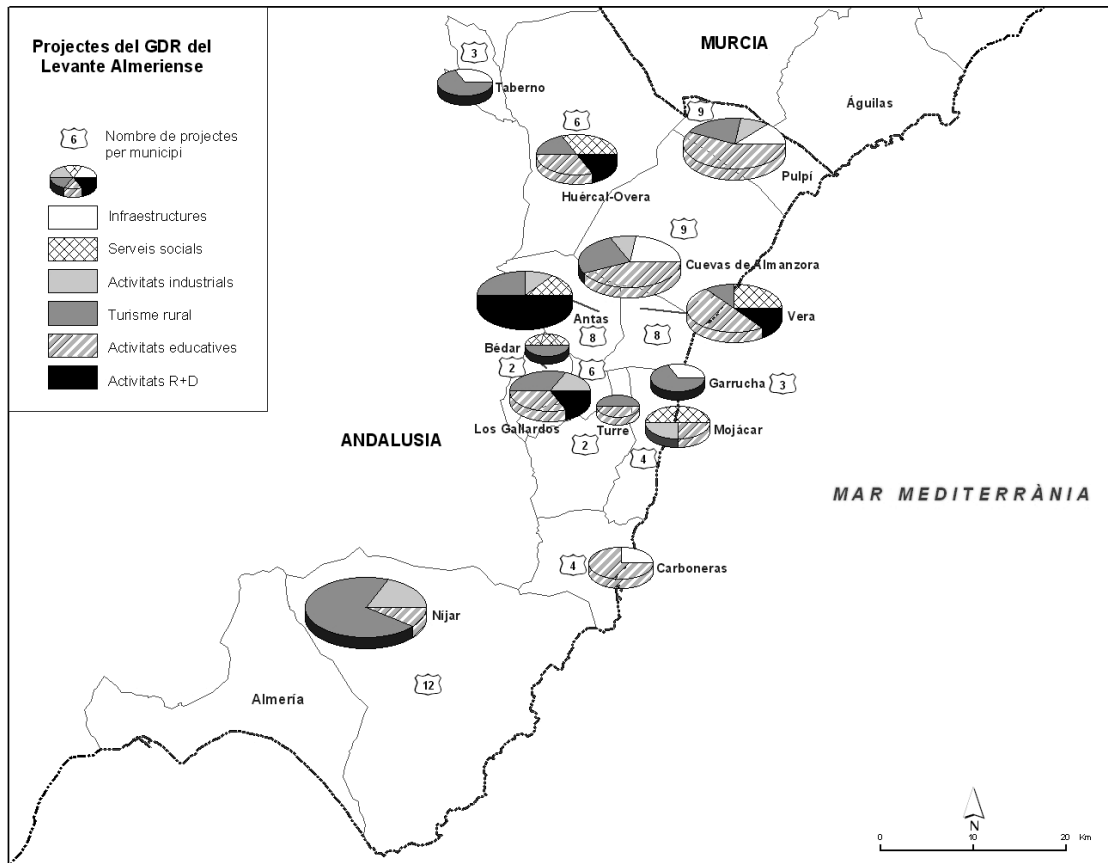 Projectes del GDR del
Levante Almeriense
6
Nombre de projectes
per municipi
Infraestructures
Serveis socials
Activitats industrials
Turisme rural
Activitats educatives
Activitats R+D
MURCIA
Águilas
3
Taberno
6
Huércal-Overa
9
Pulpí
9
Cuevas de Almanzora
Antas
8
Vera
8
Bédar
2
6
Los Gallardos
Turre
2
Garrucha
3
Mojácar
4
ANDALUSIA
MAR MEDITERRÀNIA
4
Carboneras
Níjar
12
Almería
N
0
10
20
Km